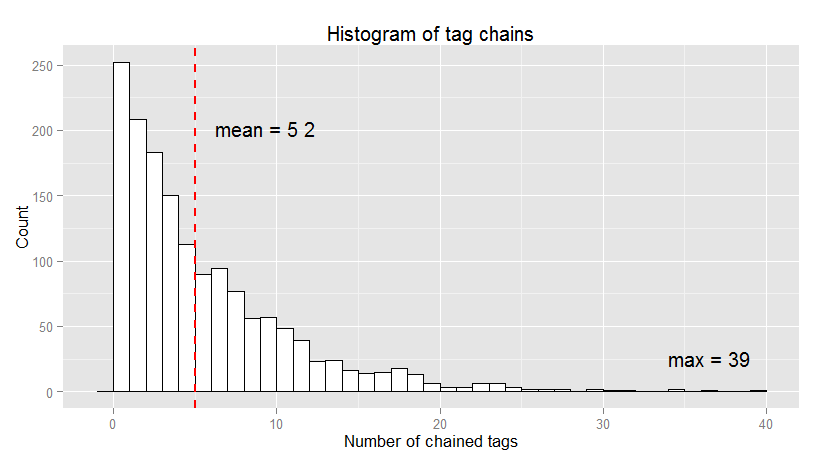 Histogram of tag chains
250
200
150
100
50
0
Count
mean = 5 2
max = 39
0
10
20
30
40
Number of chained tags